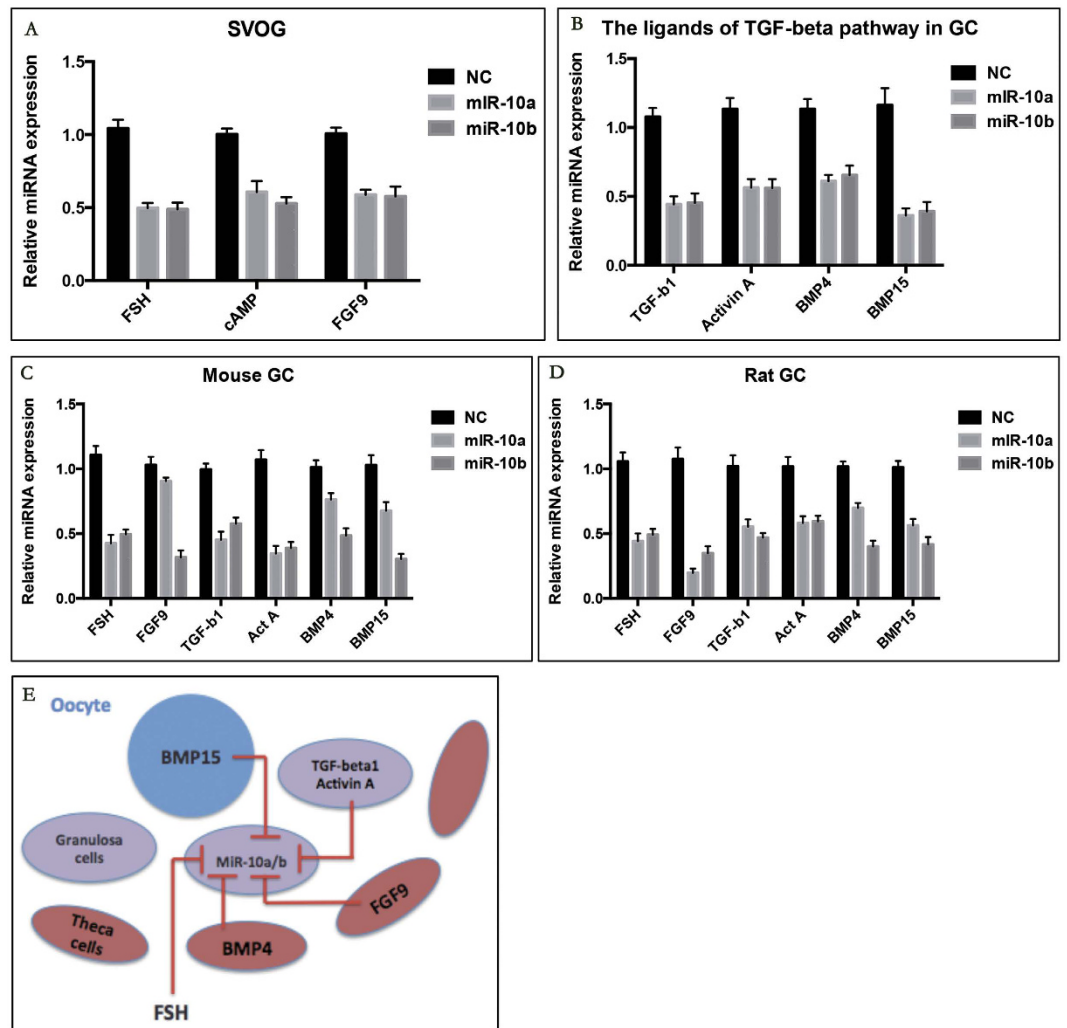 A
SVOG
Relative miRNA expression
1.5
1.0
0.5
0.0
FSH
cAMP
FGF9
NC
mIR-10a
miR-10b
B
The ligands of TGF-beta pathway in GC
Relative miRNA expression
1.5
1.0
0.5
0.0
TGF-b1
Activin A
BMP4
BMP15
NC
mIR-10a
miR-10b
C
Mouse GC
Relative miRNA expression
1.5
1.0
0.5
0.0
FSH
FGF9
TGF-b1
Act A
BMP4
BMP15
NC
mIR-10a
miR-10b
D
Rat GC
Relative miRNA expression
1.5
1.0
0.5
0.0
FSH
FGF9
TGF-b1
Act A
BMP4
BMP15
NC
mIR-10a
miR-10b
E
Oocyte
BMP15
TGF-beta1
Activin A
Granulosa
cells
MiR-10a/b
FGF9
Theca
cells
BMP4
FSH